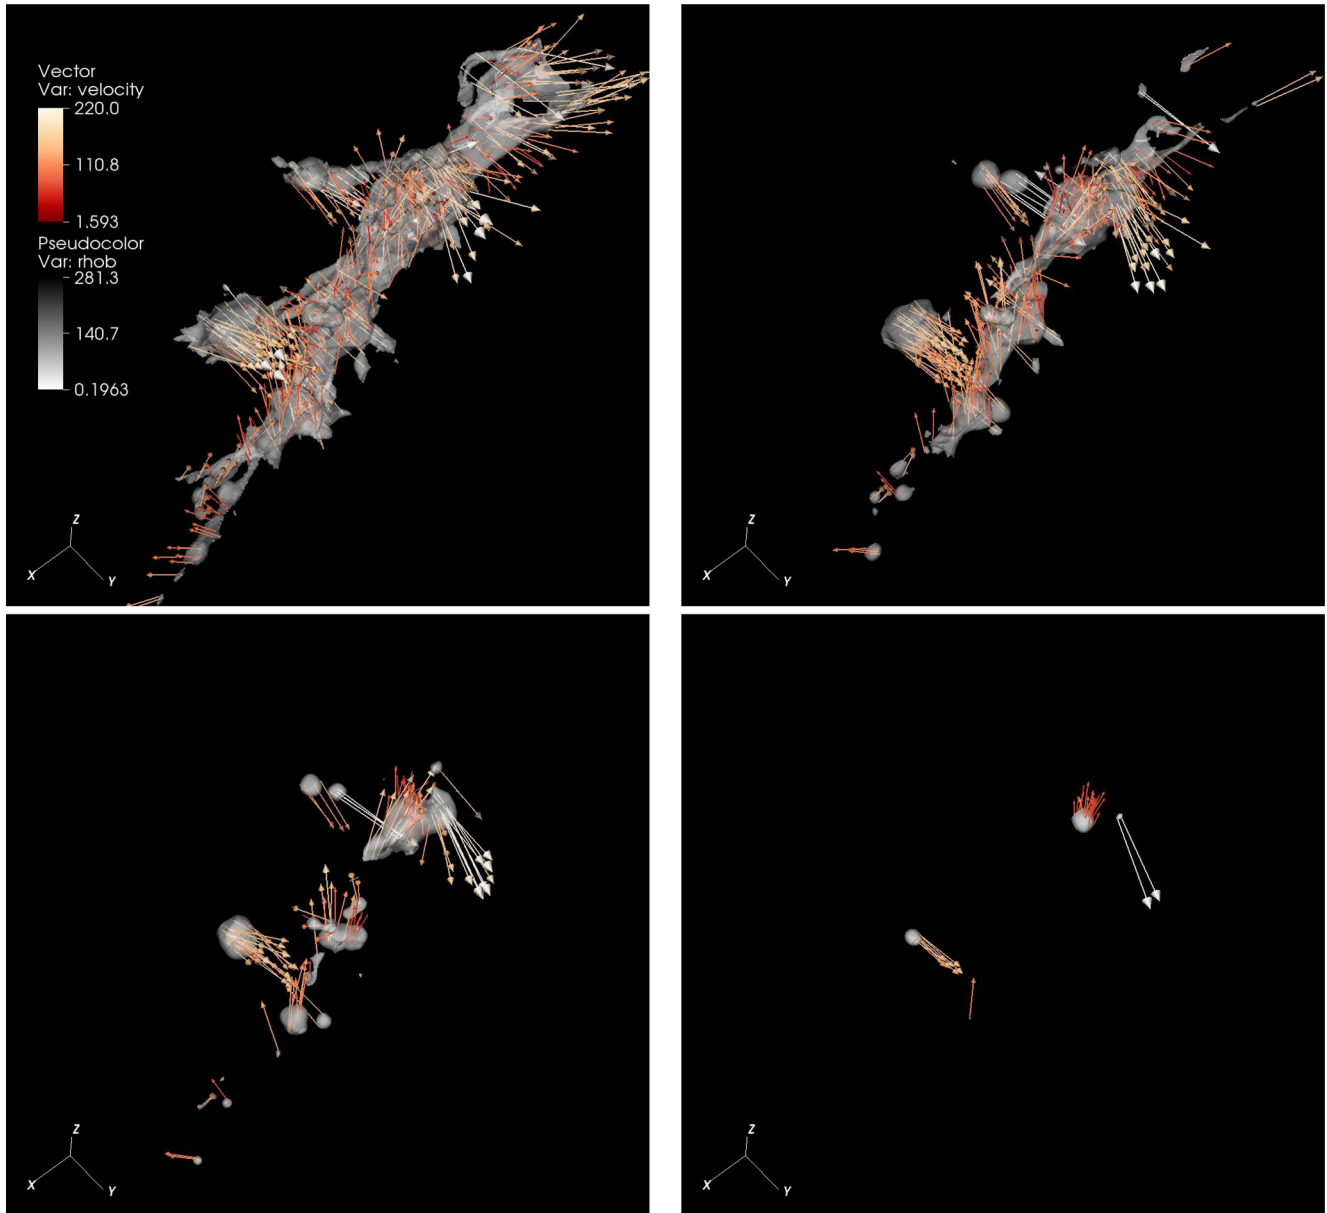 Vector
Var: velocity
220.0
110.8
1.593
Pseudocolor
Var: rhob
281.3
140.7
0.1963
Z
X
Y
Z
X
Y
Z
X
Y
Z
X
Y